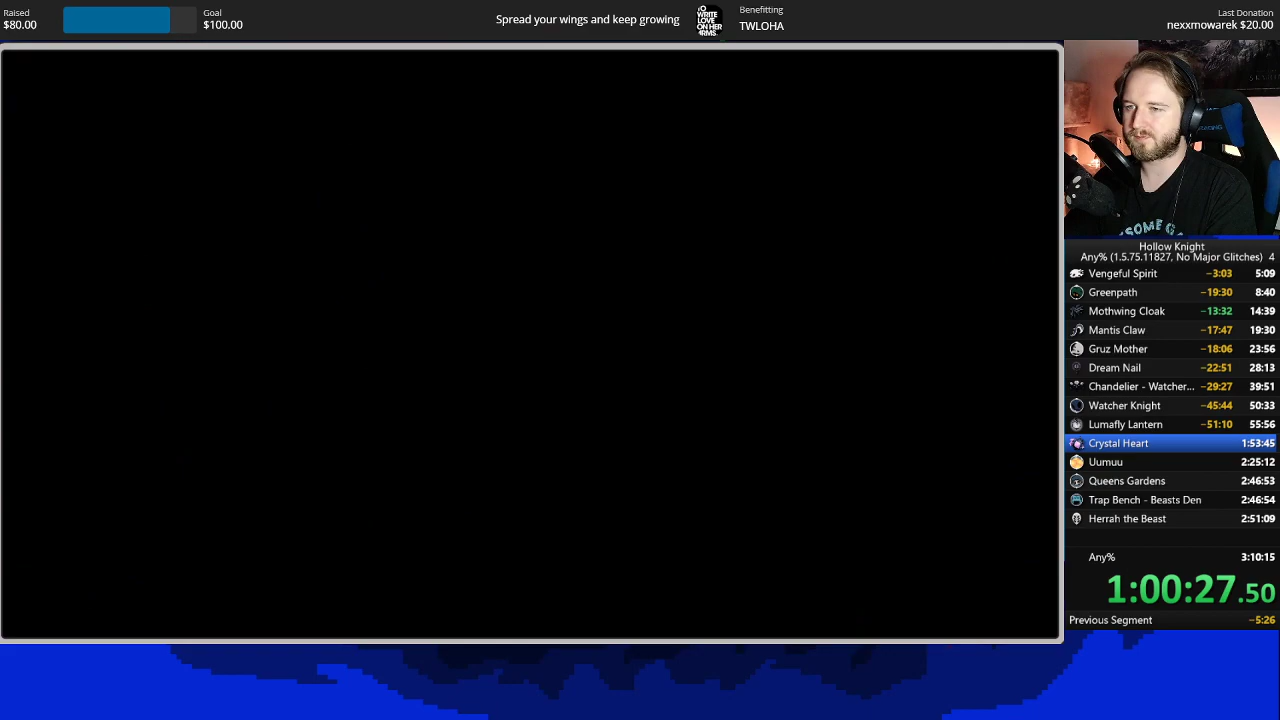 Raised
$80.00
Goal
$100.00
Spread your wings and keep growing
TO
WRITE
LOVE
ON HER
ARMS.
Benefitting
TWLOHA
Last Donation
nexxmowarek $20.00
Hollow Knight
Any% (1.5.75.11827, No Major Glitches) 4
Vengeful Spirit −3:03 5:09
Greenpath −19:30 8:40
Mothwing Cloak −13:32 14:39
Mantis Claw −17:47 19:30
Gruz Mother −18:06 23:56
Dream Nail −22:51 28:13
Chandelier - Watcher... −29:27 39:51
Watcher Knight −45:44 50:33
Lumafly Lantern −51:10 55:56
Crystal Heart 1:53:45
Uumuu 2:25:12
Queens Gardens 2:46:53
Trap Bench - Beasts Den 2:46:54
Herrah the Beast 2:51:09
Any% 3:10:15
1:00:27.50
Previous Segment −5:26